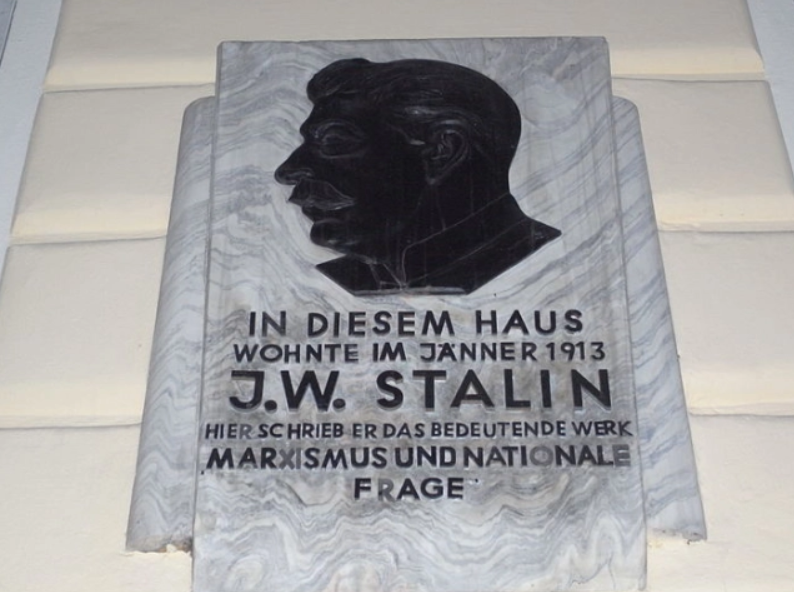 IN DIESEM HAUS
WOHNTE IM JÄNNER 1913
J.W. STALIN
HIER SCHRIEB ER DAS BEDEUTENDE WERK
MARXISMUS UND NATIONALE
FRAGE